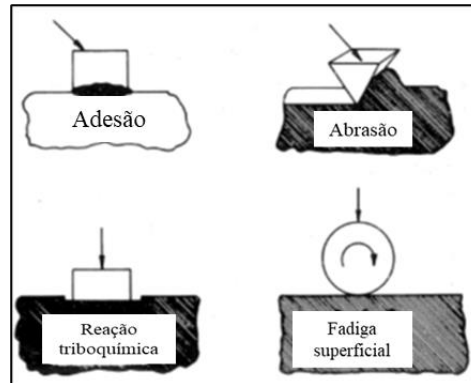 Adesão
Abrasão
Reação
triboquímica
Fadiga
superficial